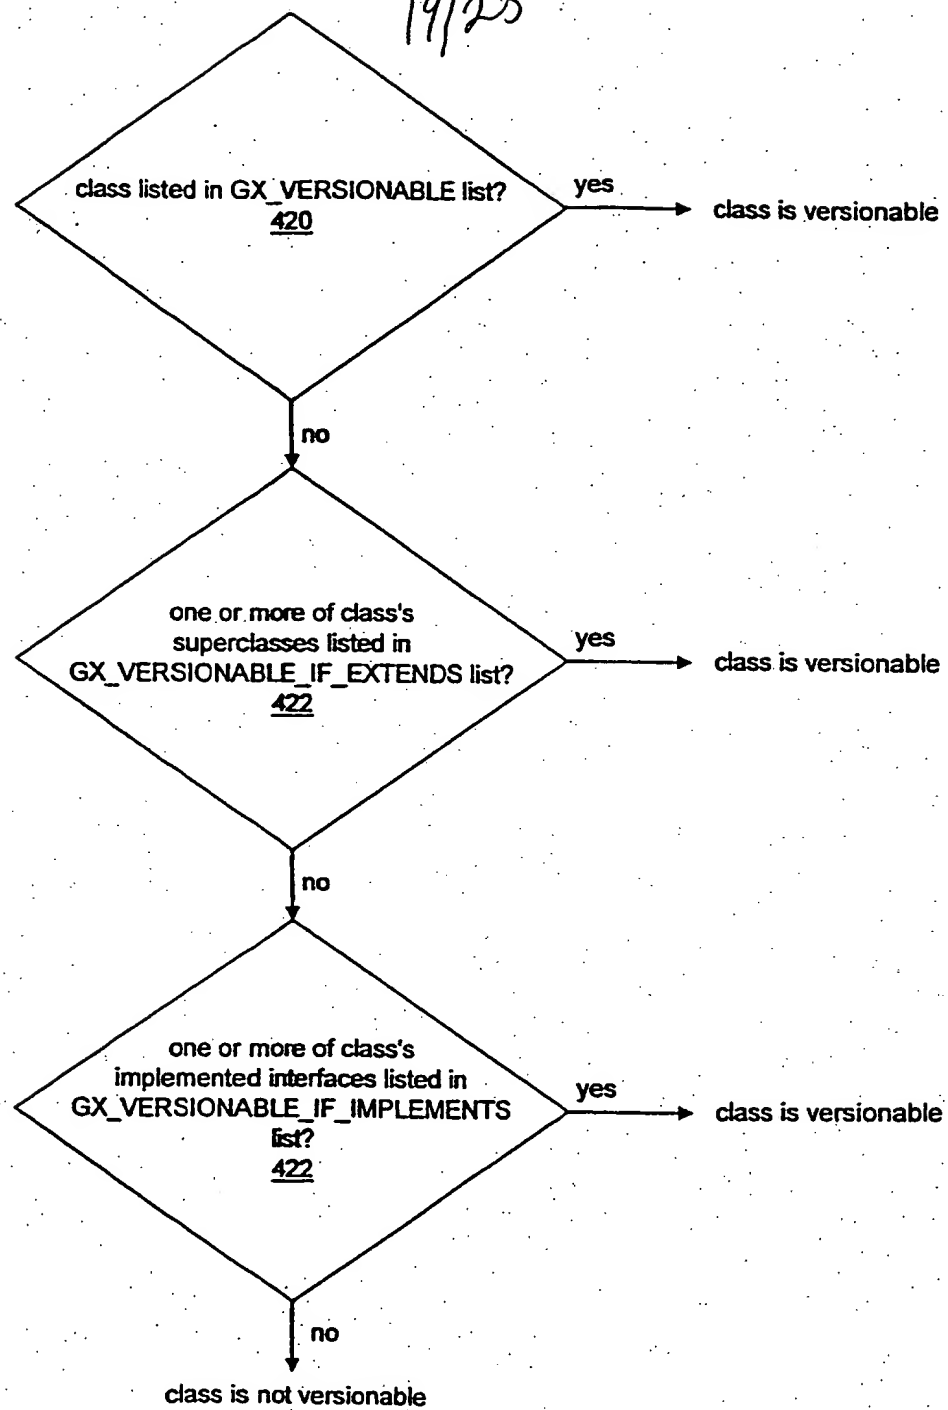 19/25
class listed in GX_VERSIONABLE list?
420
yes
class is versionable
no
one or more of class's
superclasses listed in
GX_VERSIONABLE_IF_EXTENDS list?
422
yes
class is versionable
no
one or more of class's
implemented interfaces listed in
GX_VERSIONABLE_IF_IMPLEMENTS
list?
422
yes
class is versionable
no
class is not versionable